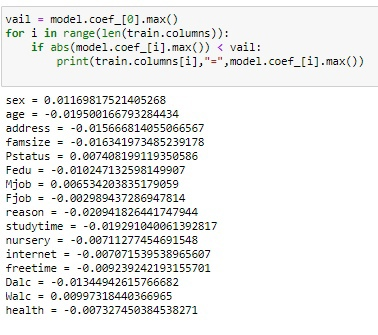 vail = model.coef_[0].max()
for i in range(len(train.columns)):
    if abs(model.coef_[i].max()) < vail:
        print(train.columns[i],"=",model.coef_[i].max())
sex = 0.01169817521405268
age = -0.019500166793284434
address = -0.015666814055066567
famsize = -0.016341973485239178
Pstatus = 0.007408199119350586
Fedu = -0.010247132598149907
Mjob = 0.006534203835179059
Fjob = -0.002989437286947814
reason = -0.020941826441747944
studytime = -0.019291040061392817
nursery = -0.00711277454691548
internet = -0.007071539538965607
freetime = -0.009239242193155701
Dalc = -0.01344942615766682
Walc = 0.00997318440366965
health = -0.007327450384538271